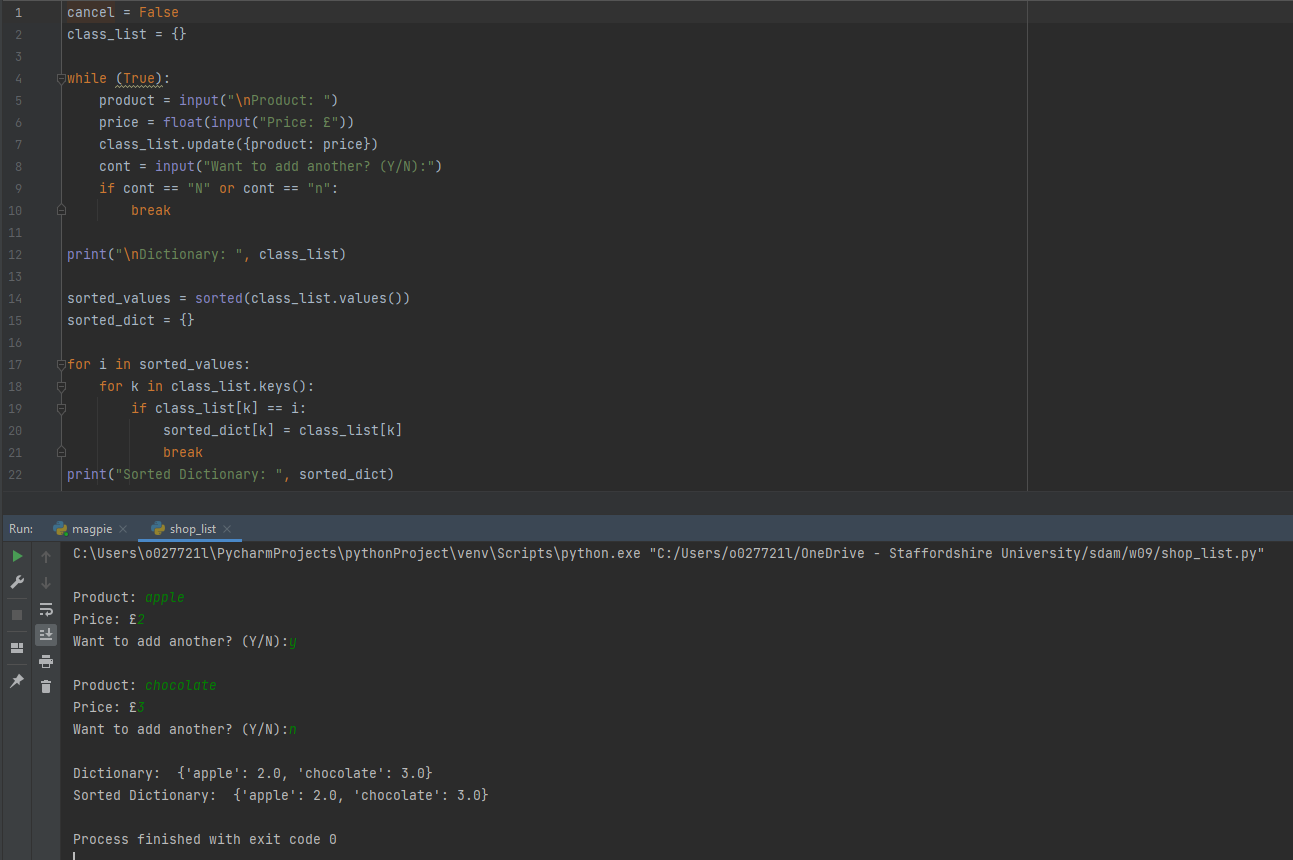 1 cancel = False
2 class_list = {}
3
4 while (True):
5     product = input("\nProduct: ")
6     price = float(input("Price: £"))
7     class_list.update({product: price})
8     cont = input("Want to add another? (Y/N):")
9     if cont == "N" or cont == "n":
10         break
11
12 print("\nDictionary: ", class_list)
13
14 sorted_values = sorted(class_list.values())
15 sorted_dict = {}
16
17 for i in sorted_values:
18     for k in class_list.keys():
19         if class_list[k] == i:
20             sorted_dict[k] = class_list[k]
21             break
22 print("Sorted Dictionary: ", sorted_dict)
Run: magpie shop_list
C:\Users\o027721l\PycharmProjects\pythonProject\venv\Scripts\python.exe "C:/Users/o027721l/OneDrive - Staffordshire University/sdam/w09/shop_list.py"
Product: apple
Price: £2
Want to add another? (Y/N):y
Product: chocolate
Price: £3
Want to add another? (Y/N):n
Dictionary:  {'apple': 2.0, 'chocolate': 3.0}
Sorted Dictionary:  {'apple': 2.0, 'chocolate': 3.0}
Process finished with exit code 0